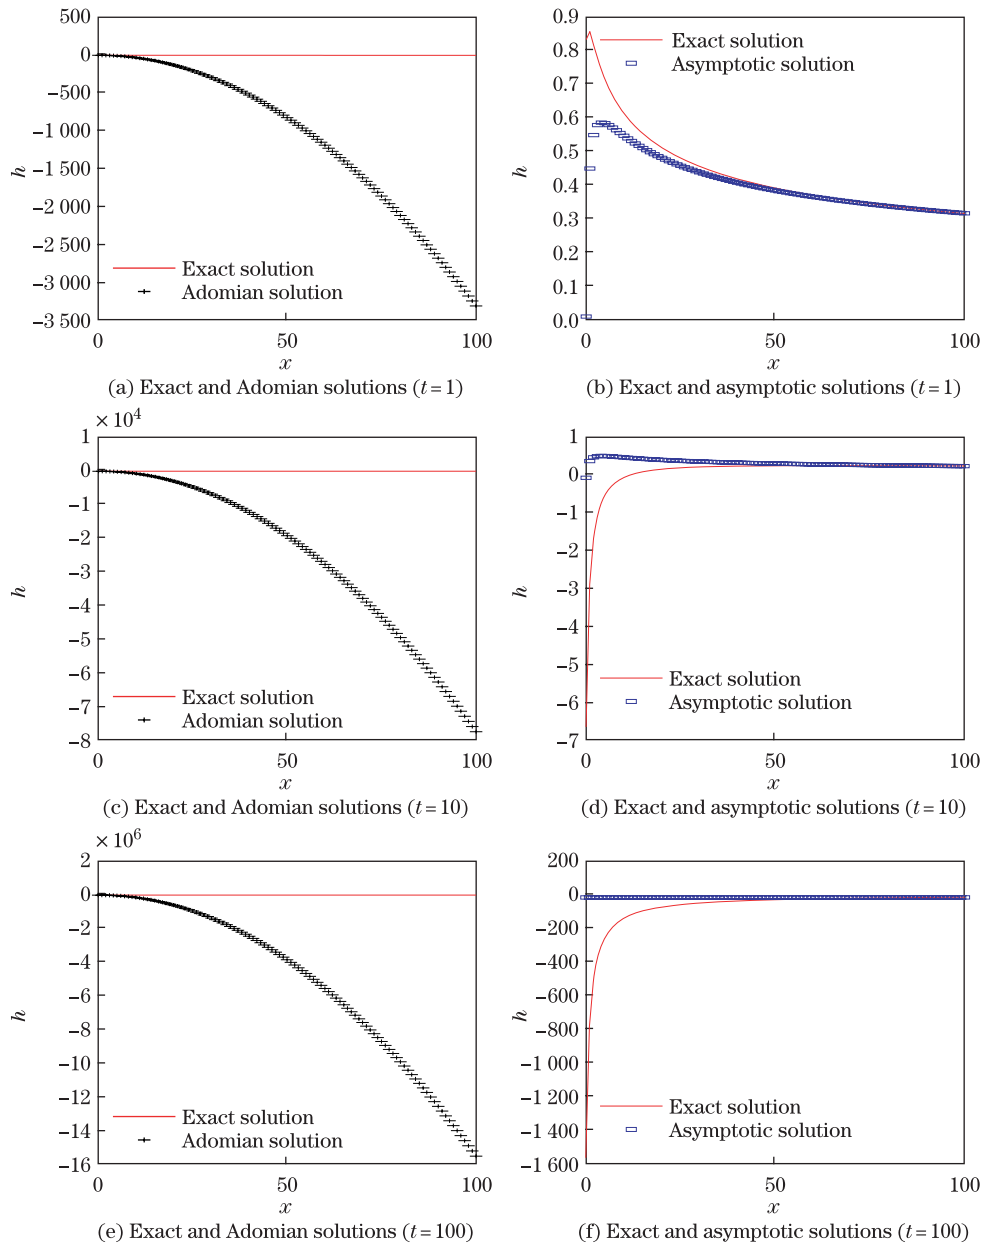 500
0
−500
−1 000
−1 500
−2 000
−2 500
−3 000
−3 500
h
Exact solution
Adomian solution
0
50
100
x
(a) Exact and Adomian solutions (t=1)
0.9
0.8
0.7
0.6
0.5
0.4
0.3
0.2
0.1
0.0
h
Exact solution
Asymptotic solution
0
50
100
x
(b) Exact and asymptotic solutions (t=1)
×10⁴
1
0
−1
−2
−3
−4
−5
−6
−7
−8
h
Exact solution
Adomian solution
0
50
100
x
(c) Exact and Adomian solutions (t=10)
1
0
−1
−2
−3
−4
−5
−6
−7
h
Exact solution
Asymptotic solution
0
50
100
x
(d) Exact and asymptotic solutions (t=10)
×10⁶
2
0
−2
−4
−6
−8
−10
−12
−14
−16
h
Exact solution
Adomian solution
0
50
100
x
(e) Exact and Adomian solutions (t=100)
200
0
−200
−400
−600
−800
−1 000
−1 200
−1 400
−1 600
h
Exact solution
Asymptotic solution
0
50
100
x
(f) Exact and asymptotic solutions (t=100)